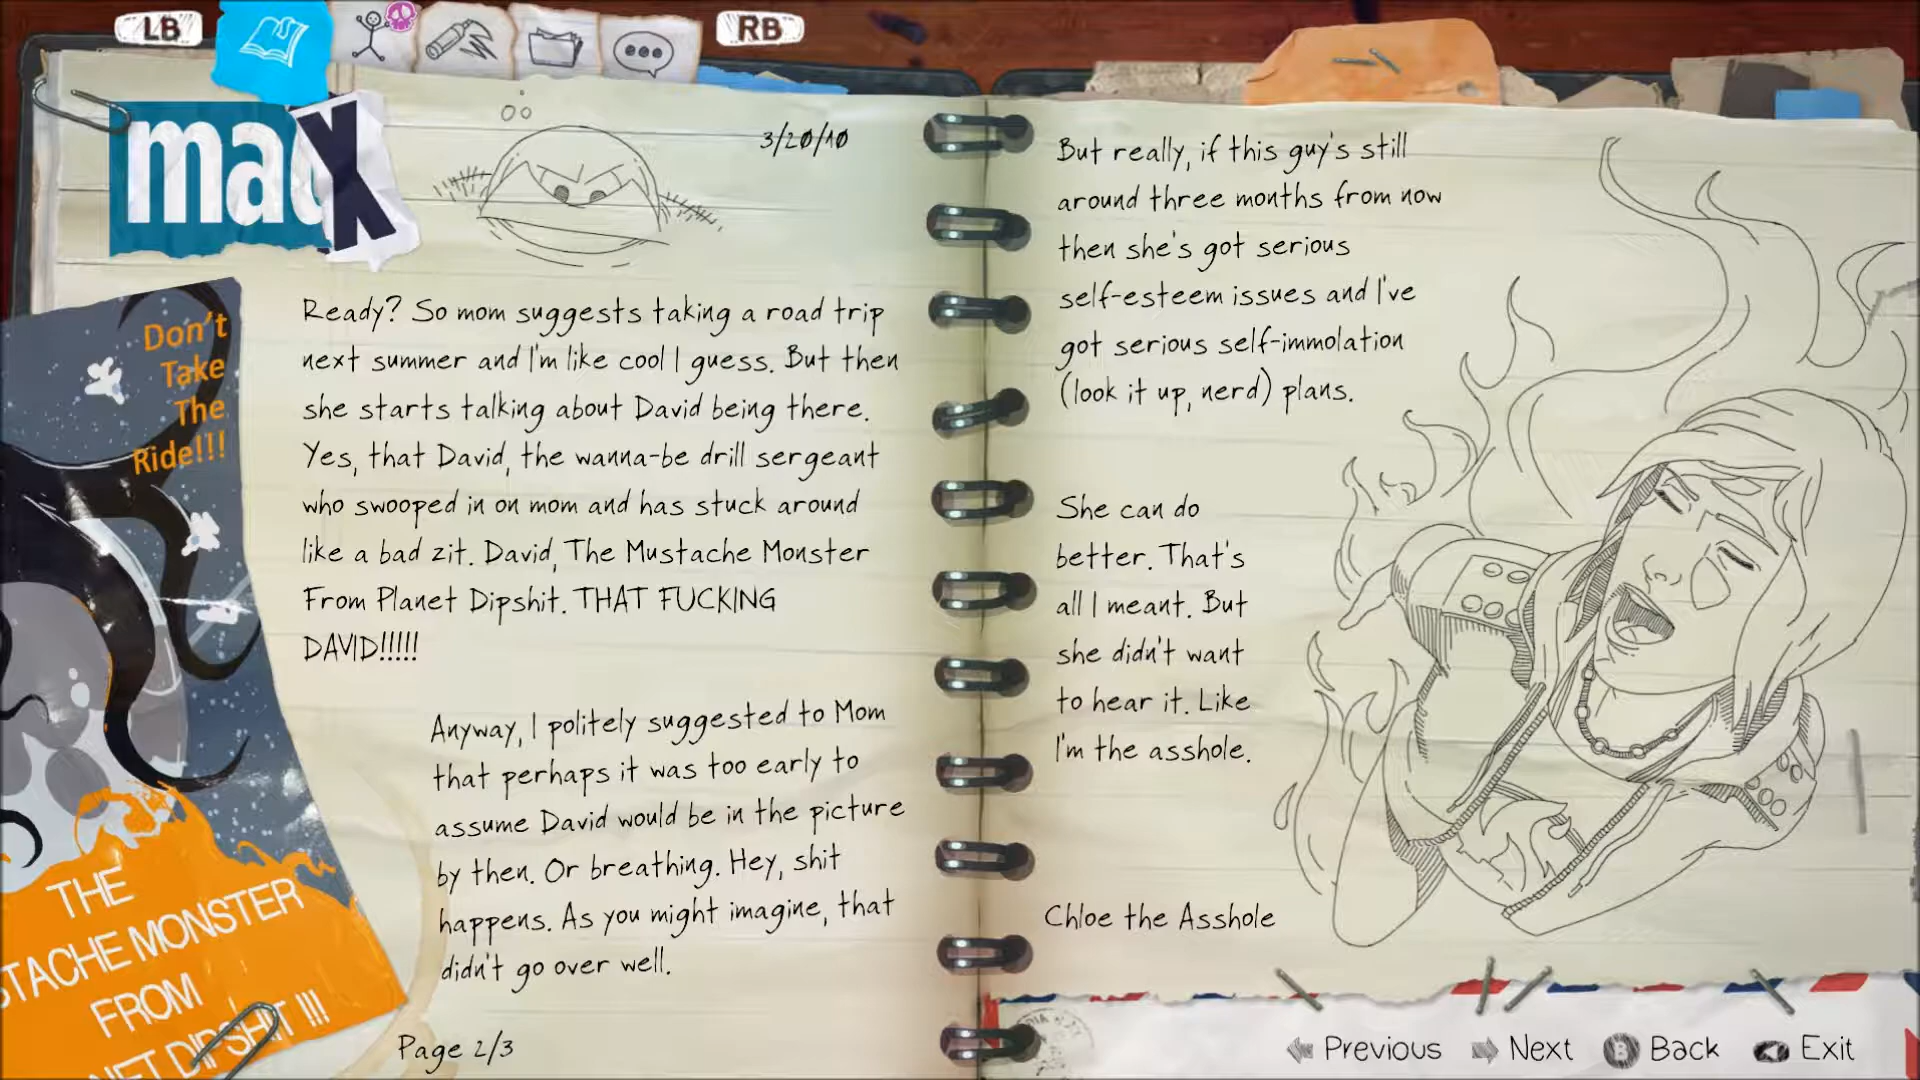 LB
RB
max
3/20/10
Don't
Take
The
Ride!!!
Ready? So mom suggests taking a road trip
next summer and I'm like cool I guess. But then
she starts talking about David being there.
Yes, that David, the wanna-be drill sergeant
who swooped in on mom and has stuck around
like a bad zit. David, The Mustache Monster
From Planet Dipshit. THAT FUCKING
DAVID!!!!!
Anyway, I politely suggested to Mom
that perhaps it was too early to
assume David would be in the picture
by then. Or breathing. Hey, shit
happens. As you might imagine, that
didn't go over well.
THE
STACHE MONSTER
FROM
NET DIPSHIT !!!
Page 2/3
But really, if this guy's still
around three months from now
then she's got serious
self-esteem issues and I've
got serious self-immolation
(look it up, nerd) plans.
She can do
better. That's
all I meant. But
she didn't want
to hear it. Like
I'm the asshole.
Chloe the Asshole
Previous
Next
B Back
Exit